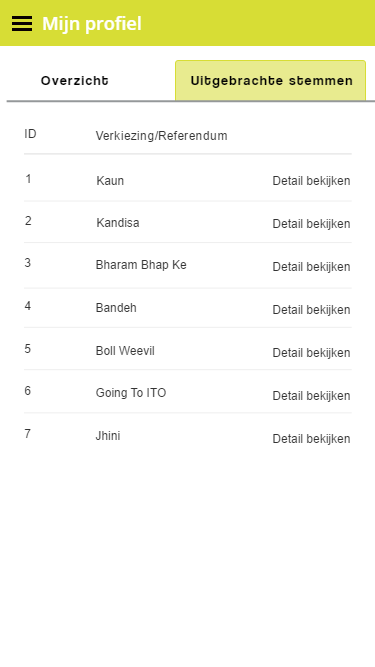 Mijn profiel
Overzicht Uitgebrachte stemmen
ID Verkiezing/Referendum
1 Kaun Detail bekijken
2 Kandisa Detail bekijken
3 Bharam Bhap Ke Detail bekijken
4 Bandeh Detail bekijken
5 Boll Weevil Detail bekijken
6 Going To ITO Detail bekijken
7 Jhini Detail bekijken